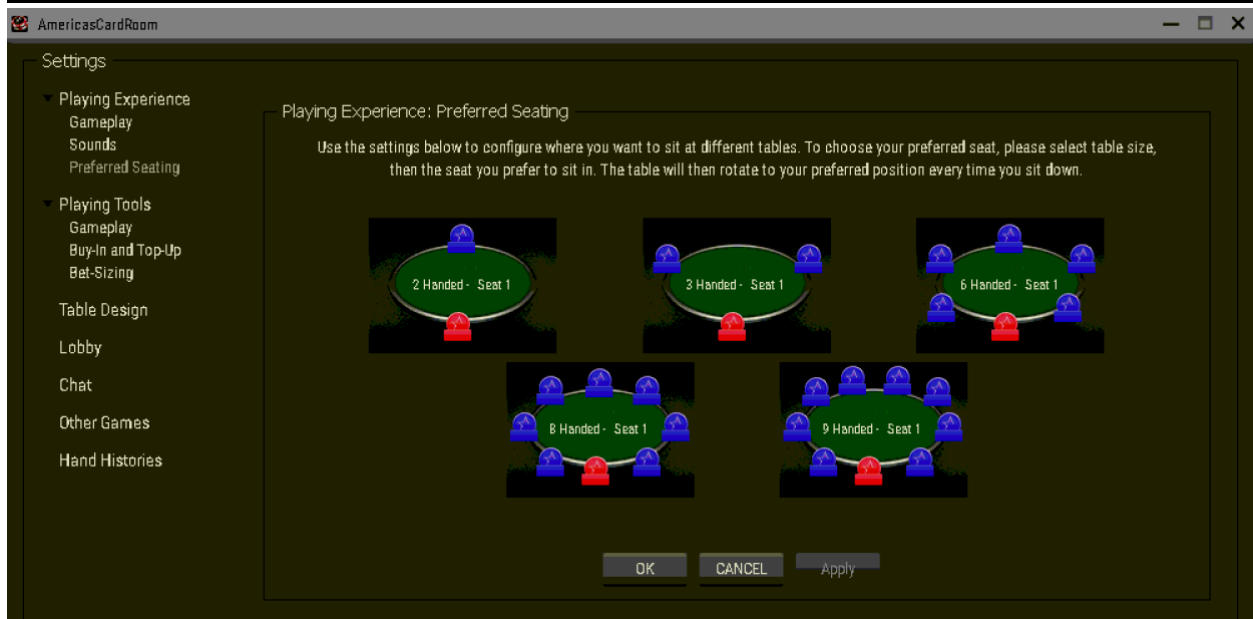 AmericasCardRoom
Settings
Playing Experience
Gameplay
Sounds
Preferred Seating
Playing Tools
Gameplay
Buy-In and Top-Up
Bet-Sizing
Table Design
Lobby
Chat
Other Games
Hand Histories
Playing Experience: Preferred Seating
Use the settings below to configure where you want to sit at different tables. To choose your preferred seat, please select table size,
then the seat you prefer to sit in. The table will then rotate to your preferred position every time you sit down.
2 Handed - Seat 1
3 Handed - Seat 1
6 Handed - Seat 1
8 Handed - Seat 1
9 Handed - Seat 1
OK
CANCEL
Apply